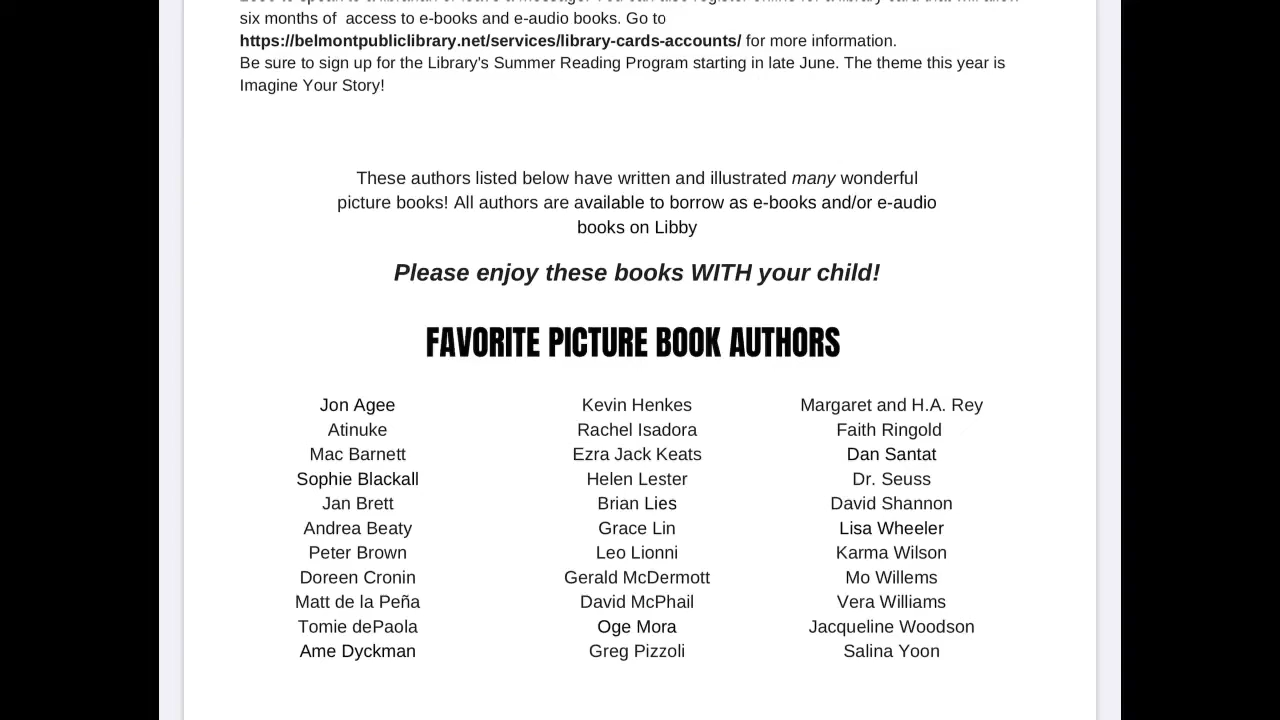 six months of  access to e-books and e-audio books. Go to
https://belmontpubliclibrary.net/services/library-cards-accounts/ for more information.
Be sure to sign up for the Library's Summer Reading Program starting in late June. The theme this year is
Imagine Your Story!
These authors listed below have written and illustrated many wonderful
picture books! All authors are available to borrow as e-books and/or e-audio
books on Libby
Please enjoy these books WITH your child!
FAVORITE PICTURE BOOK AUTHORS
Jon Agee
Atinuke
Mac Barnett
Sophie Blackall
Jan Brett
Andrea Beaty
Peter Brown
Doreen Cronin
Matt de la Peña
Tomie dePaola
Ame Dyckman
Kevin Henkes
Rachel Isadora
Ezra Jack Keats
Helen Lester
Brian Lies
Grace Lin
Leo Lionni
Gerald McDermott
David McPhail
Oge Mora
Greg Pizzoli
Margaret and H.A. Rey
Faith Ringold
Dan Santat
Dr. Seuss
David Shannon
Lisa Wheeler
Karma Wilson
Mo Willems
Vera Williams
Jacqueline Woodson
Salina Yoon